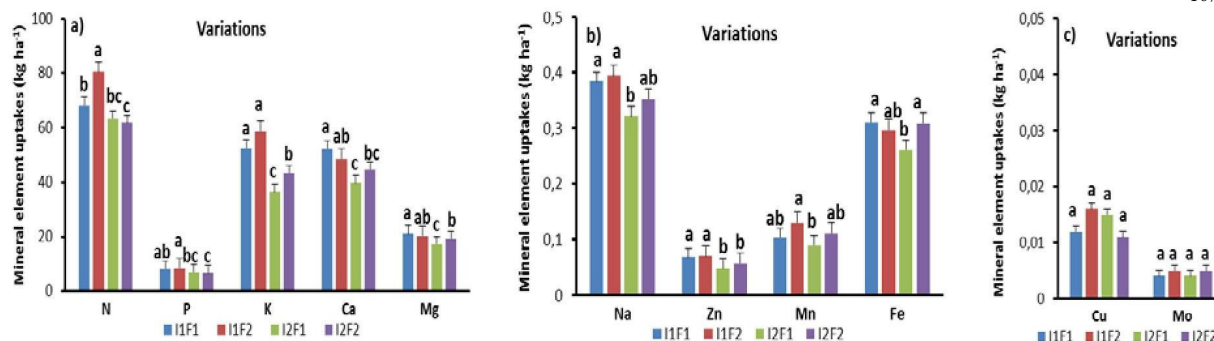 a)
Variations
Mineral element uptakes (kg ha⁻¹)
100
80
60
40
20
0
b a bc c
ab a bc c
a a c b
a ab c bc
a ab c b
N P K Ca Mg
I1F1 I1F2 I2F1 I2F2
b)
Variations
Mineral element uptakes (kg ha⁻¹)
0,5
0,4
0,3
0,2
0,1
0
a a b ab
a a b b
ab a b ab
a ab b a
Na Zn Mn Fe
I1F1 I1F2 I2F1 I2F2
c)
Variations
Mineral element uptakes (kg ha⁻¹)
0,05
0,04
0,03
0,02
0,01
0
a a a a
a a a a
Cu Mo
I1F1 I1F2 I2F1 I2F2